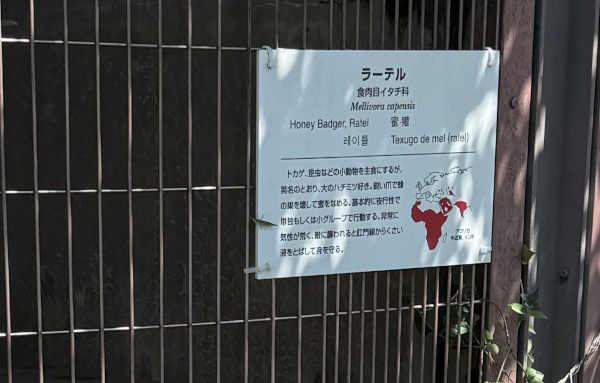 ラーテル
食肉目イタチ科
Mellivora capensis
Honey Badger, Ratel 蜜獾
레이틀 Texugo de mel (ratel)
トカゲ、昆虫などの小動物を主食にするが、
英名のとおり、大のハチミツ好き。鋭い爪で蜂
の巣を壊して蜜をなめる。基本的に夜行性で
単独もしくは小グループで行動する。非常に
気性が荒く、敵に襲われると肛門線からくさい
液をとばして身を守る。
アフリカ
中近東、インド